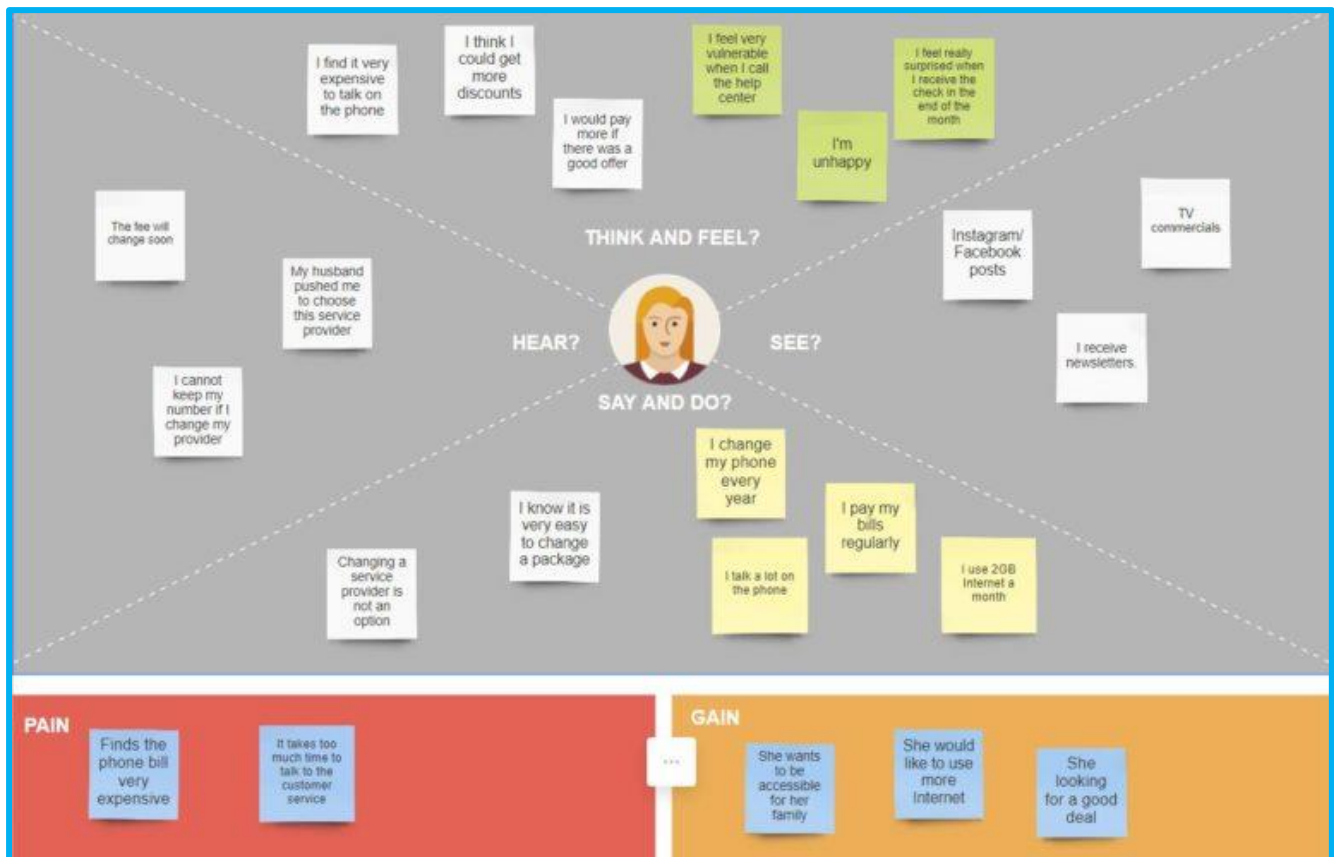 I find it very
expensive
to talk on
the phone
I think I
could get
more
discounts
I would pay
more if
there was a
good offer
I feel very
vulnerable
when I call
the help
center
I'm
unhappy
I feel really
surprised when
I receive the
check in the
end of the
month
THINK AND FEEL?
The fee will
change soon
My husband
pushed me
to choose
this service
provider
I cannot
keep my
number if I
change my
provider
HEAR?
SEE?
Instagram/
Facebook
posts
TV
commercials
I receive
newsletters.
SAY AND DO?
Changing a
service
provider is
not an
option
I know it is
very easy
to change
a package
I change
my phone
every
year
I talk a lot on
the phone
I pay my
bills
regularly
I use 2GB
Internet a
month
PAIN
Finds the
phone bill
very
expensive
It takes too
much time to
talk to the
customer
service
...
GAIN
She wants
to be
accessible
for her
family
She would
like to use
more
Internet
She
looking
for a good
deal